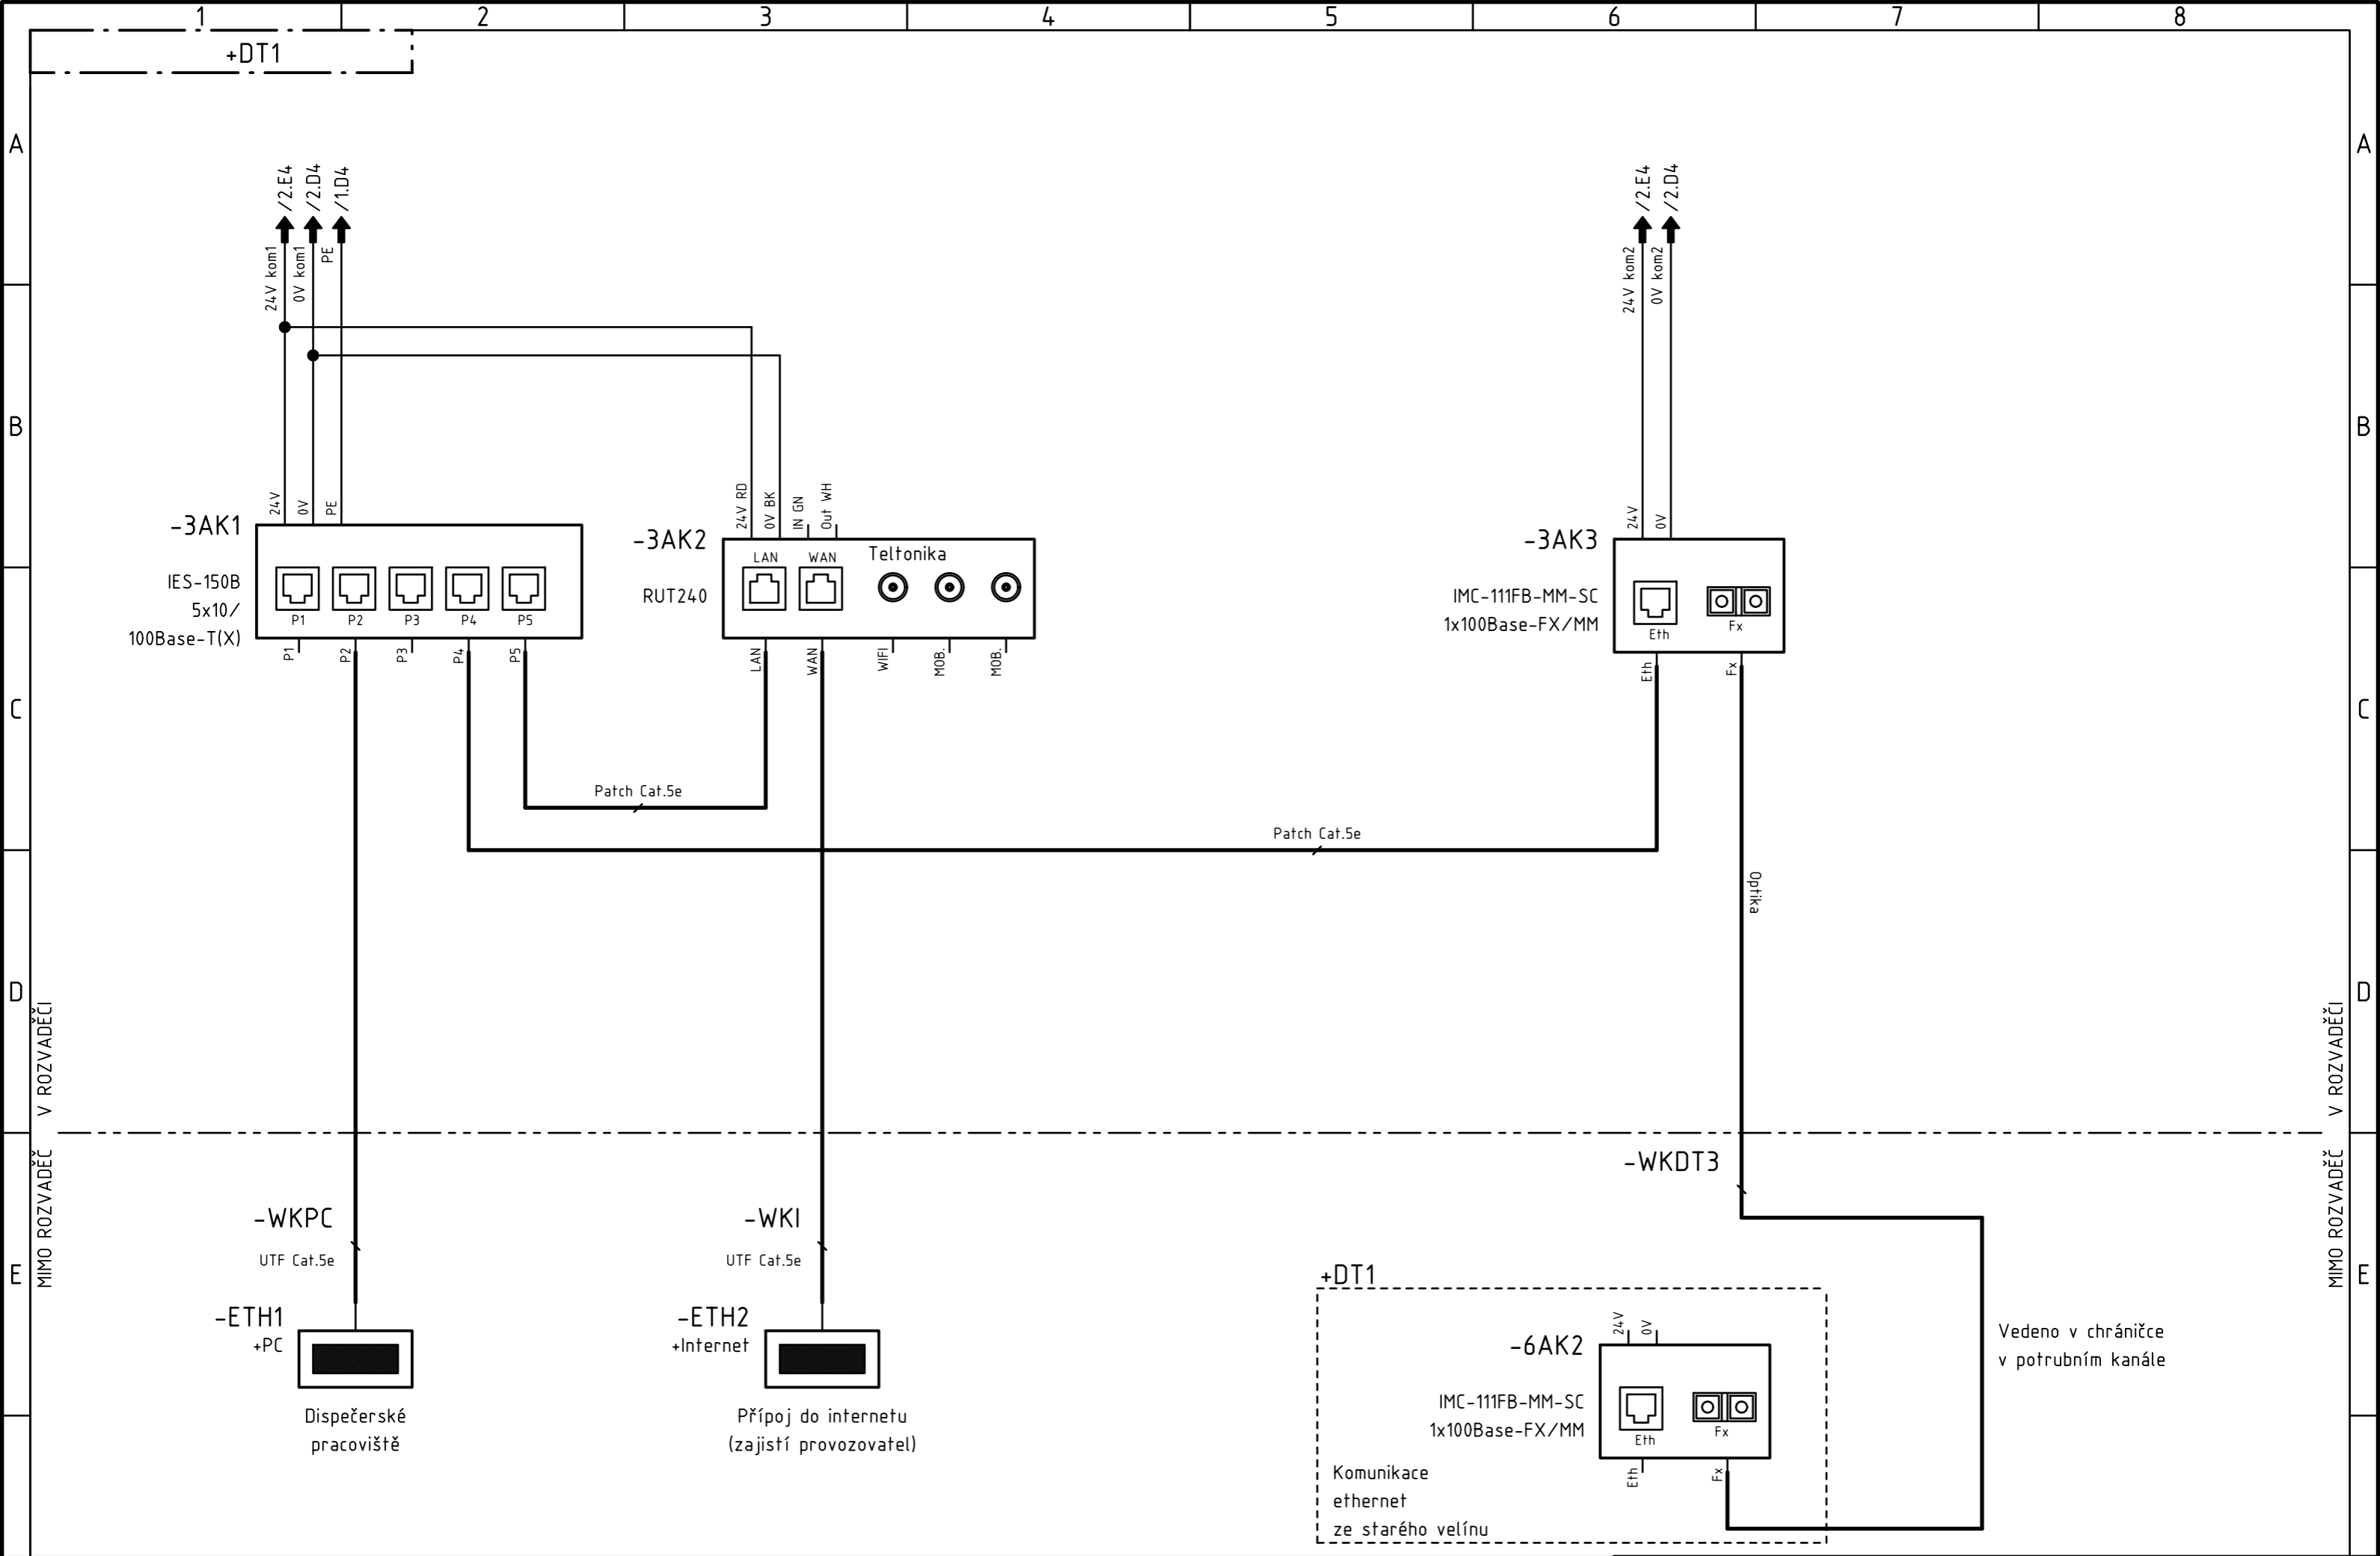 1 2 3 4 5 6 7 8
+DT1
A A
/2.E4 /2.D4 /1.D4
/2.E4 /2.D4
24V kom1 0V kom1 PE
24V kom2 0V kom2
B B
24V 0V PE
24V RD 0V BK IN GN Out WH
24V 0V
-3AK1
IES-150B
5x10/
100Base-T(X)
P1 P2 P3 P4 P5
P1 P2 P3 P4 P5
-3AK2
RUT240
LAN WAN Teltonika
LAN WAN WIFI MOB. MOB.
-3AK3
IMC-111FB-MM-SC
1x100Base-FX/MM
Eth Fx
Eth Fx
C C
Patch Cat.5e
Patch Cat.5e
Optika
D D
V ROZVADĚČI V ROZVADĚČI
MIMO ROZVADĚČ MIMO ROZVADĚČ
E E
-WKPC
UTF Cat.5e
-WKI
UTF Cat.5e
-WKDT3
-ETH1
+PC
Dispečerské
pracoviště
-ETH2
+Internet
Přípoj do internetu
(zajistí provozovatel)
+DT1
24V 0V
-6AK2
IMC-111FB-MM-SC
1x100Base-FX/MM
Eth Fx
Eth Fx
Komunikace
ethernet
ze starého velínu
Vedeno v chráničce
v potrubním kanále